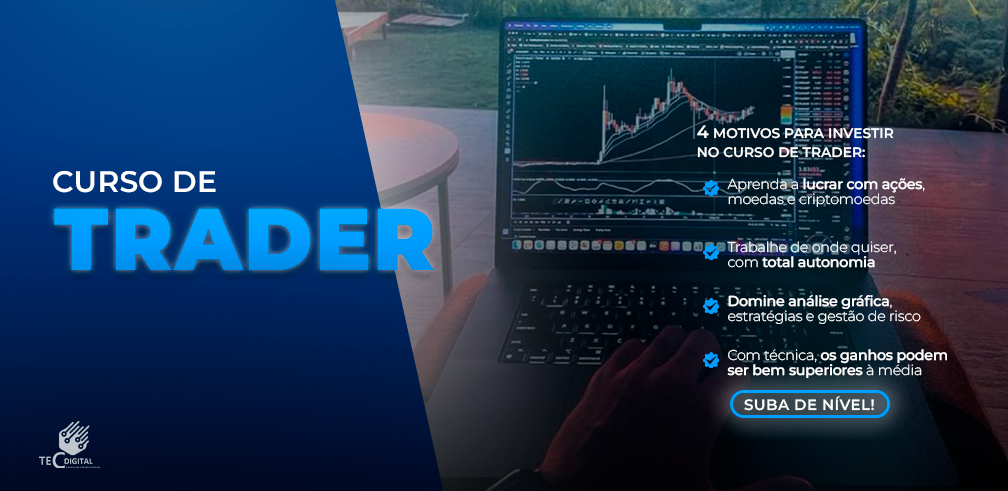 CURSO DE
TRADER
4 MOTIVOS PARA INVESTIR
NO CURSO DE TRADER:
Aprenda a lucrar com ações,
moedas e criptomoedas
Trabalhe de onde quiser,
com total autonomia
Domine análise gráfica,
estratégias e gestão de risco
Com técnica, os ganhos podem
ser bem superiores à média
SUBA DE NÍVEL!
TEC DIGITAL